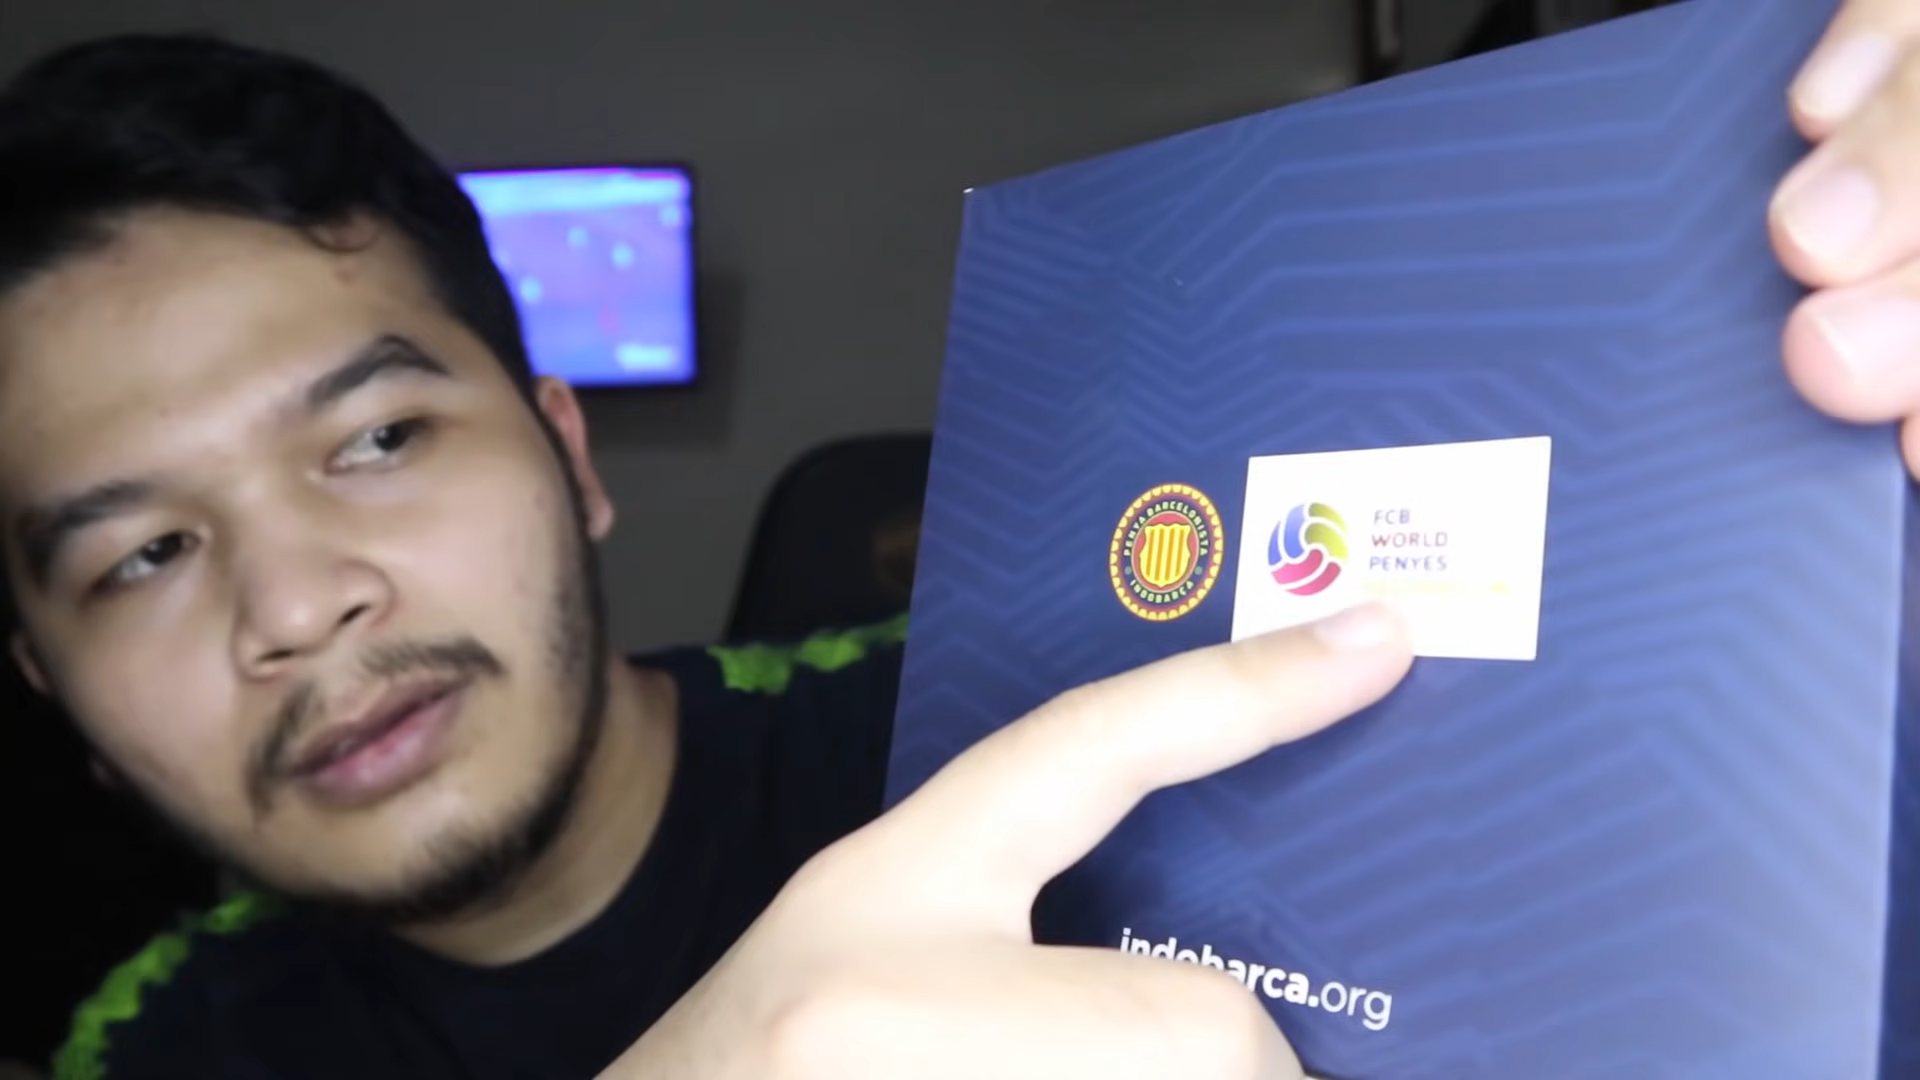 PENYA BARCELONISTA
INDOBARÇA
FCB
WORLD
PENYES
indobarca.org